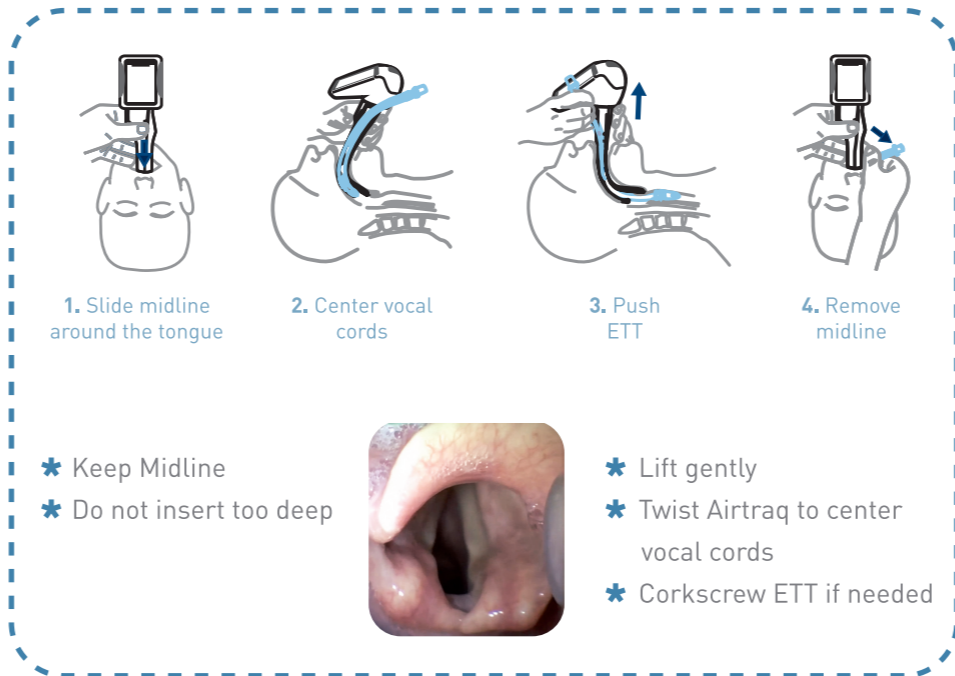 1. Slide midline
around the tongue
2. Center vocal
cords
3. Push
ETT
4. Remove
midline
* Keep Midline
* Do not insert too deep
* Lift gently
* Twist Airtraq to center
vocal cords
* Corkscrew ETT if needed